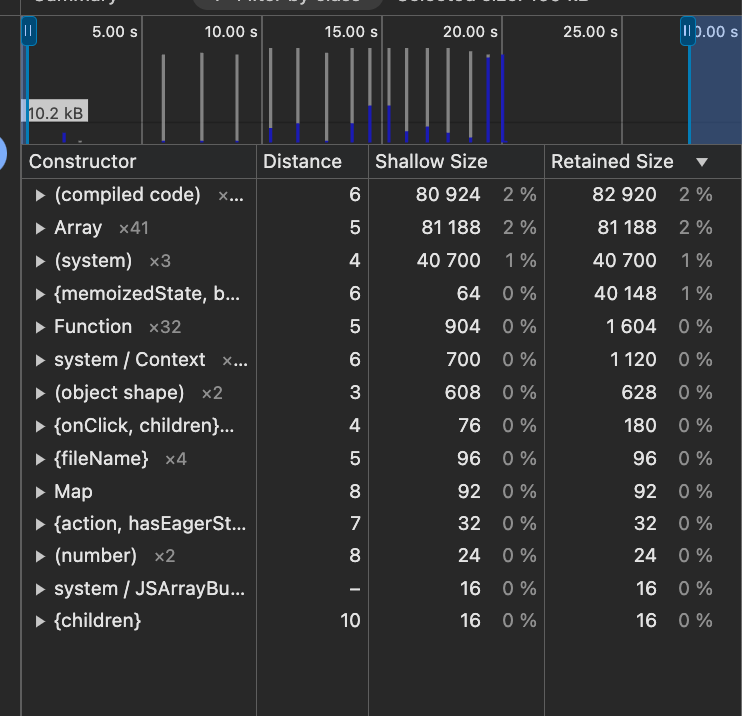 Summary Filter by class Selected size: 
5.00 s 10.00 s 15.00 s 20.00 s 25.00 s 0.00 s
10.2 kB
Constructor Distance Shallow Size Retained Size ▼
▶ (compiled code) ×… 6 80 924 2 % 82 920 2 %
▶ Array ×41 5 81 188 2 % 81 188 2 %
▶ (system) ×3 4 40 700 1 % 40 700 1 %
▶ {memoizedState, b… 6 64 0 % 40 148 1 %
▶ Function ×32 5 904 0 % 1 604 0 %
▶ system / Context ×… 6 700 0 % 1 120 0 %
▶ (object shape) ×2 3 608 0 % 628 0 %
▶ {onClick, children}… 4 76 0 % 180 0 %
▶ {fileName} ×4 5 96 0 % 96 0 %
▶ Map 8 92 0 % 92 0 %
▶ {action, hasEagerSt… 7 32 0 % 32 0 %
▶ (number) ×2 8 24 0 % 24 0 %
▶ system / JSArrayBu… – 16 0 % 16 0 %
▶ {children} 10 16 0 % 16 0 %